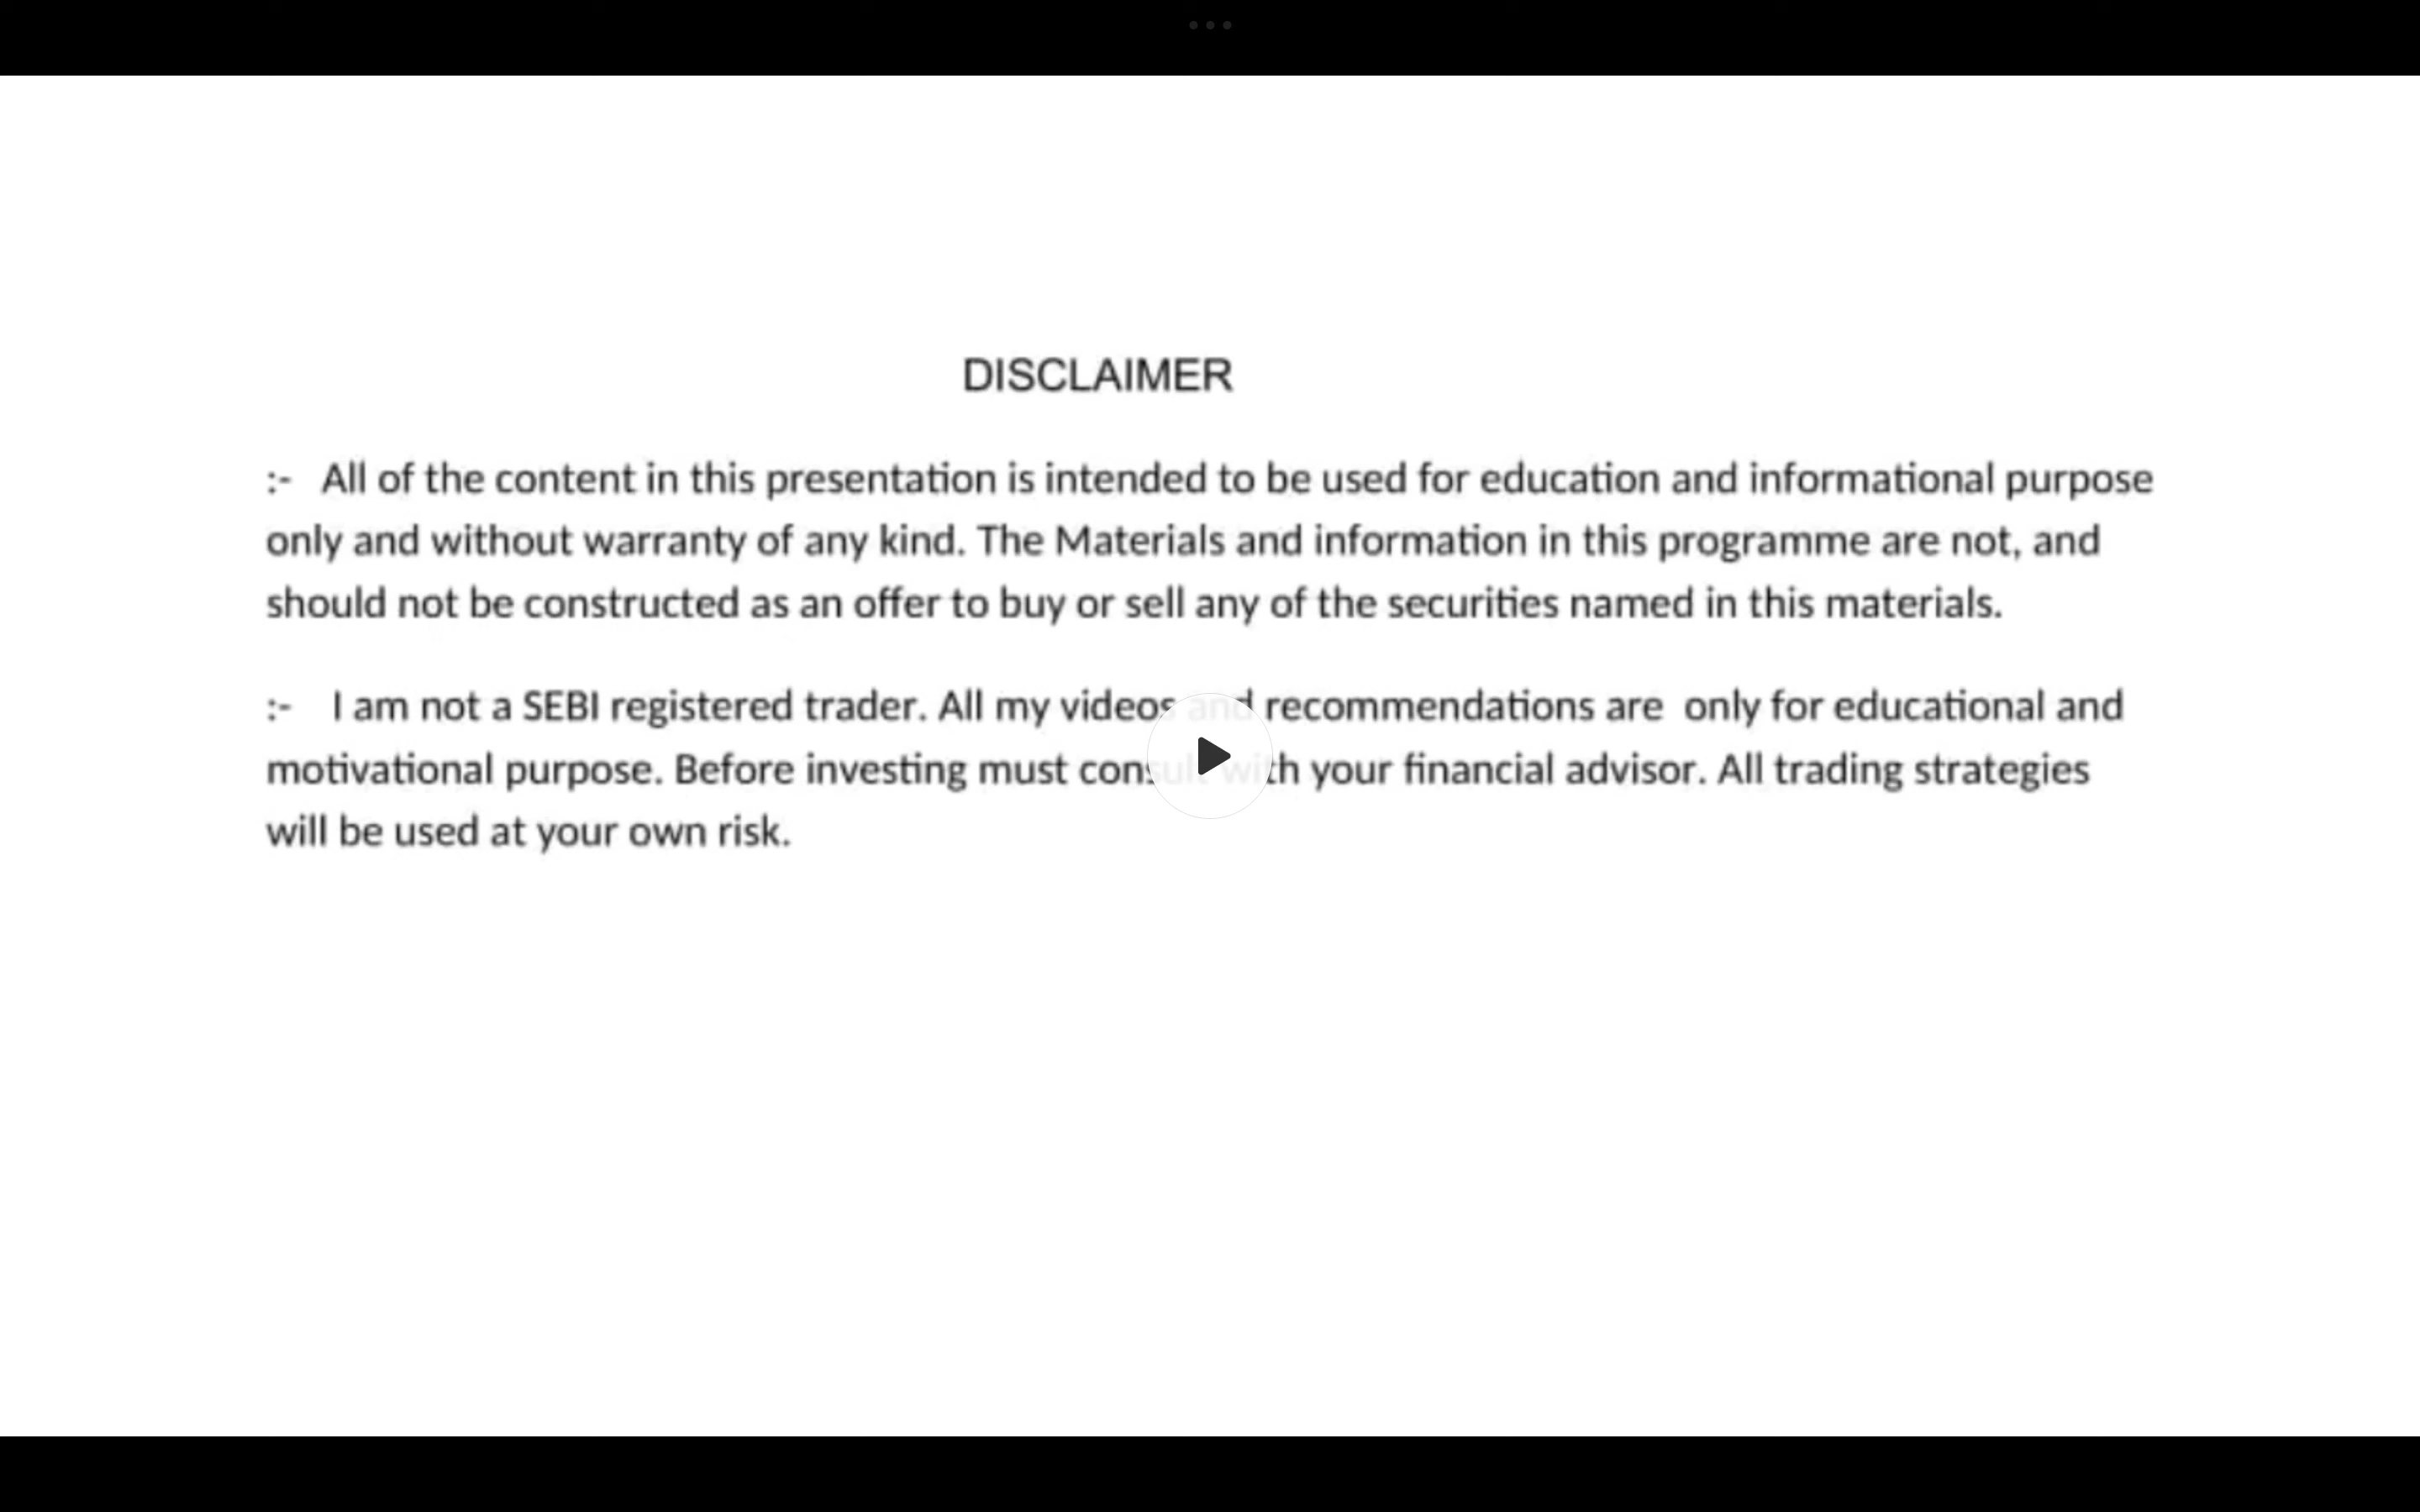 DISCLAIMER
:- All of the content in this presentation is intended to be used for education and informational purpose
only and without warranty of any kind. The Materials and information in this programme are not, and
should not be constructed as an offer to buy or sell any of the securities named in this materials.
:- I am not a SEBI registered trader. All my videos and recommendations are only for educational and
motivational purpose. Before investing must consult with your financial advisor. All trading strategies
will be used at your own risk.